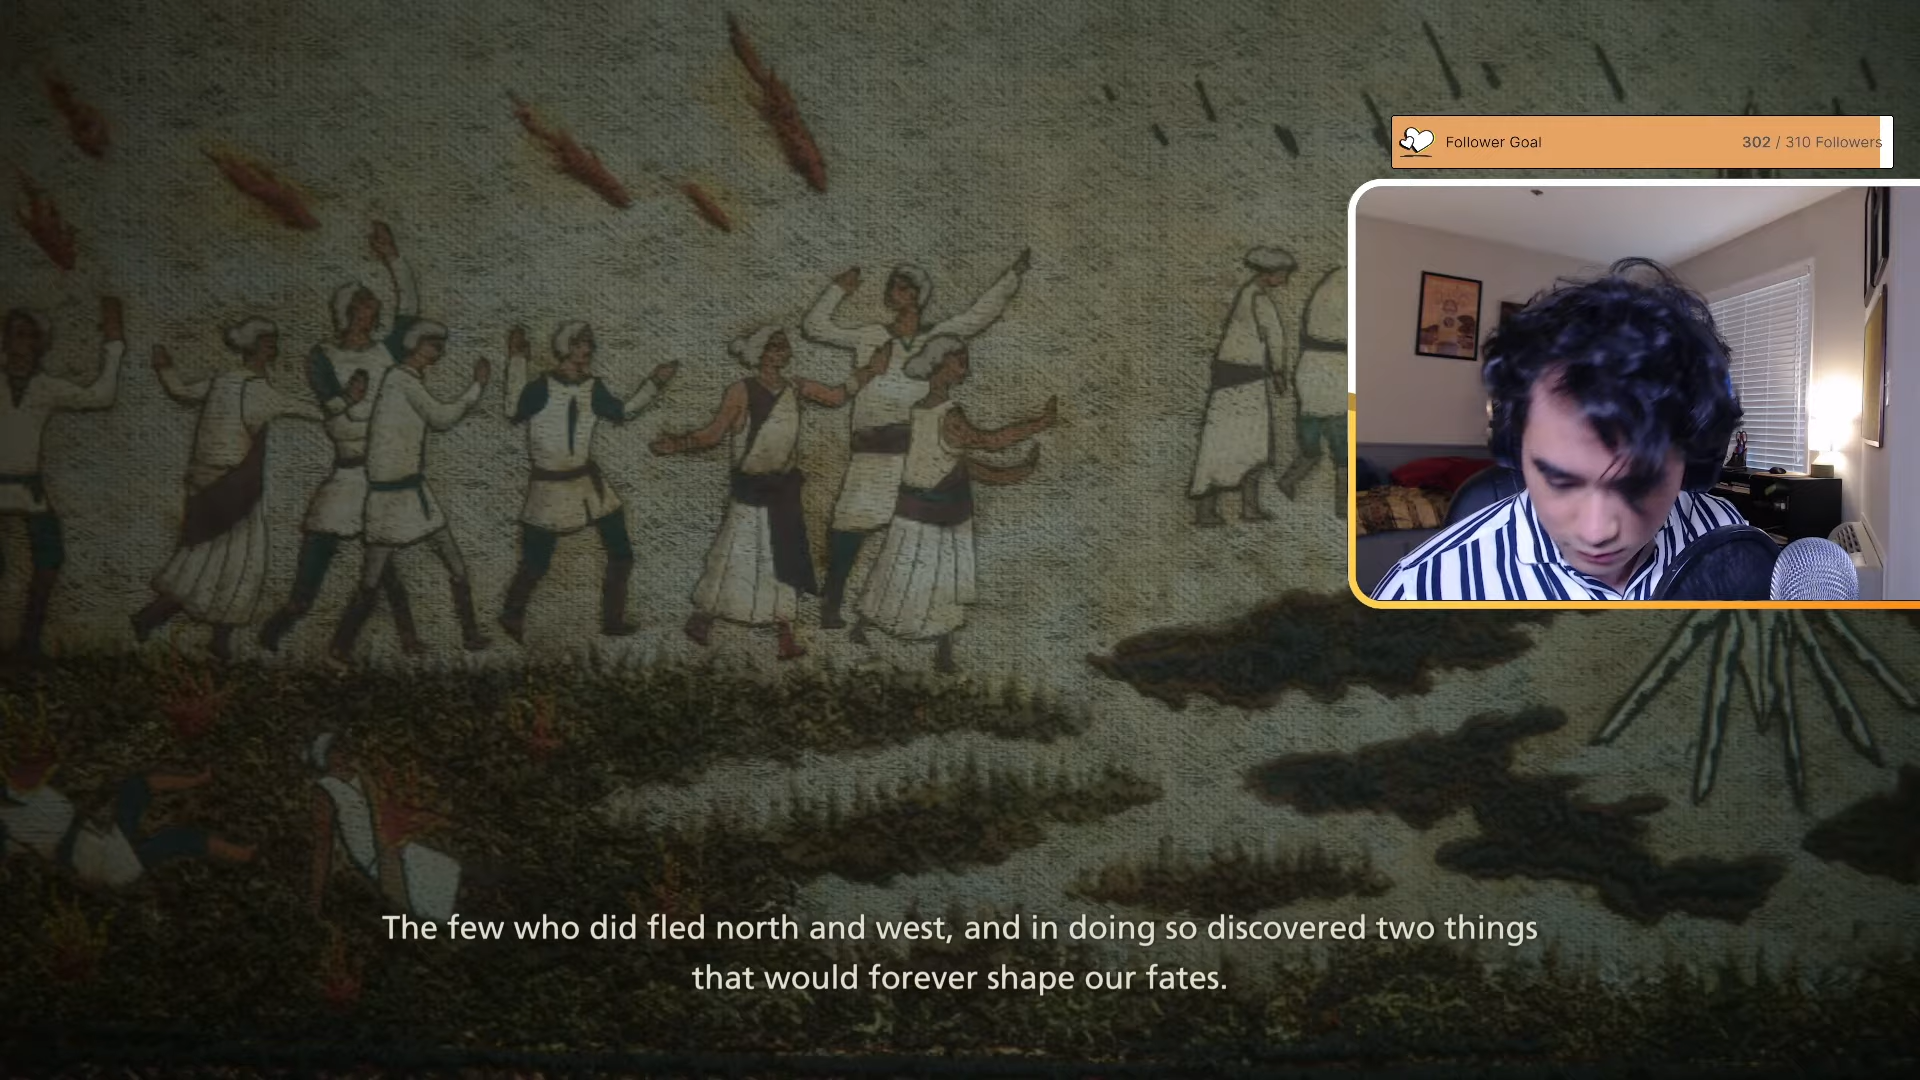 Follower Goal
302 / 310 Followers
The few who did fled north and west, and in doing so discovered two things
that would forever shape our fates.